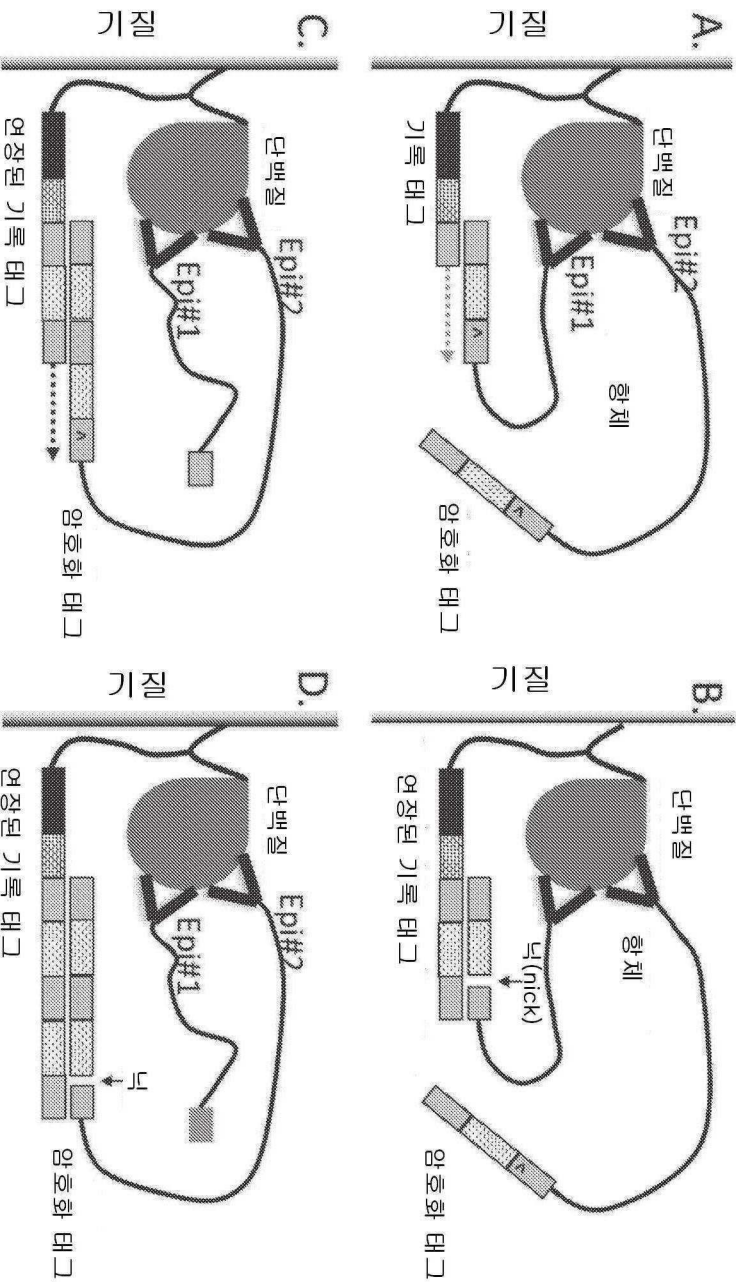 A.
단백질
Epi#2
Epi#1
항체
기록 태그
암호화 태그
기질
B.
단백질
항체
닉(nick)
연장된 기록 태그
암호화 태그
기질
C.
단백질
Epi#2
Epi#1
연장된 기록 태그
암호화 태그
기질
D.
단백질
Epi#2
Epi#1
닉
연장된 기록 태그
암호화 태그
기질